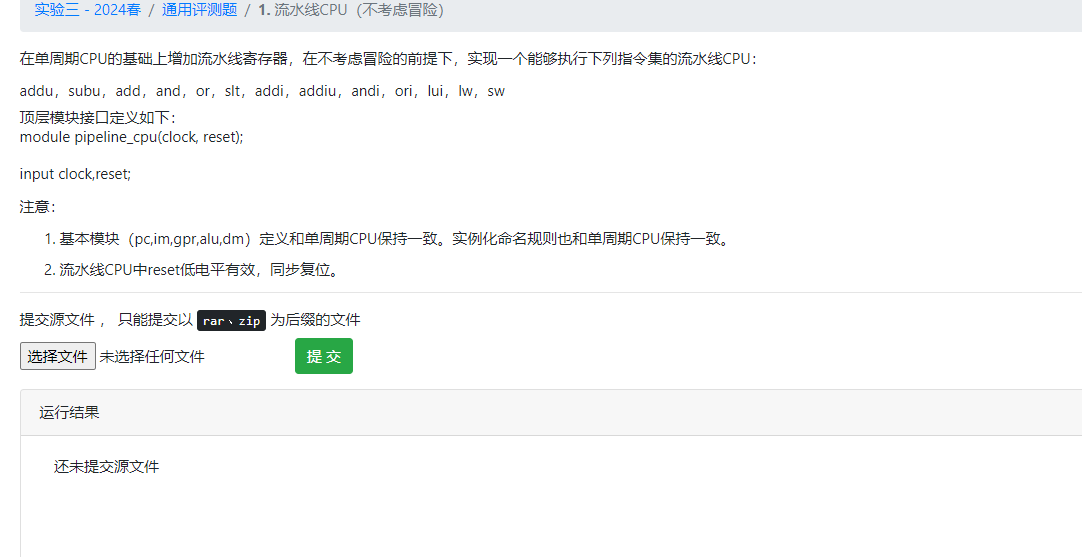 实验三 - 2024春 / 通用评测题 / 1. 流水线CPU（不考虑冒险）
在单周期CPU的基础上增加流水线寄存器，在不考虑冒险的前提下，实现一个能够执行下列指令集的流水线CPU：
addu，subu，add，and，or，slt，addi，addiu，andi，ori，lui，lw，sw
顶层模块接口定义如下：
module pipeline_cpu(clock, reset);
input clock,reset;
注意：
1. 基本模块（pc,im,gpr,alu,dm）定义和单周期CPU保持一致。实例化命名规则也和单周期CPU保持一致。
2. 流水线CPU中reset低电平有效，同步复位。
提交源文件 ， 只能提交以 rar、zip 为后缀的文件
选择文件 未选择任何文件 提 交
运行结果
还未提交源文件